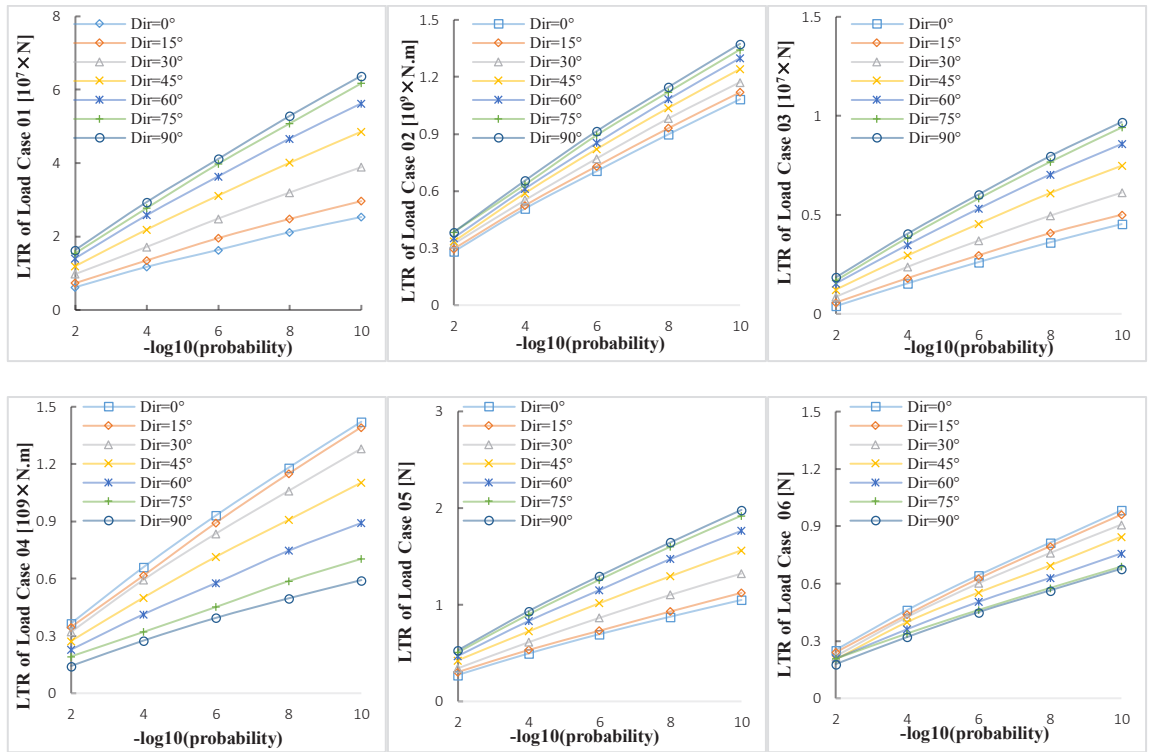 LTR of Load Case 01 [10⁷×N]
8
6
4
2
0
Dir=0°
Dir=15°
Dir=30°
Dir=45°
Dir=60°
Dir=75°
Dir=90°
2 4 6 8 10
-log10(probability)
LTR of Load Case 02 [10⁹×N.m]
1.5
1.2
0.9
0.6
0.3
0
Dir=0°
Dir=15°
Dir=30°
Dir=45°
Dir=60°
Dir=75°
Dir=90°
2 4 6 8 10
-log10(probability)
LTR of Load Case 03 [10⁷×N]
1.5
1
0.5
0
Dir=0°
Dir=15°
Dir=30°
Dir=45°
Dir=60°
Dir=75°
Dir=90°
2 4 6 8 10
-log10(probability)
LTR of Load Case 04 [109×N.m]
1.5
1.2
0.9
0.6
0.3
0
Dir=0°
Dir=15°
Dir=30°
Dir=45°
Dir=60°
Dir=75°
Dir=90°
2 4 6 8 10
-log10(probability)
LTR of Load Case 05 [N]
3
2
1
0
Dir=0°
Dir=15°
Dir=30°
Dir=45°
Dir=60°
Dir=75°
Dir=90°
2 4 6 8 10
-log10(probability)
LTR of Load Case 06 [N]
1.5
1.2
0.9
0.6
0.3
0
Dir=0°
Dir=15°
Dir=30°
Dir=45°
Dir=60°
Dir=75°
Dir=90°
2 4 6 8 10
-log10(probability)